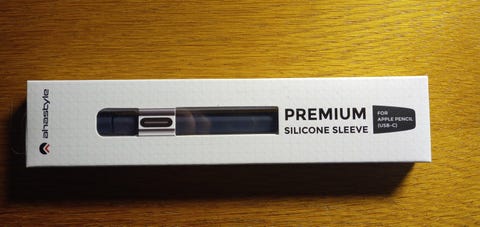 ahastyle
PREMIUM
SILICONE SLEEVE
FOR
APPLE PENCIL
(USB-C)